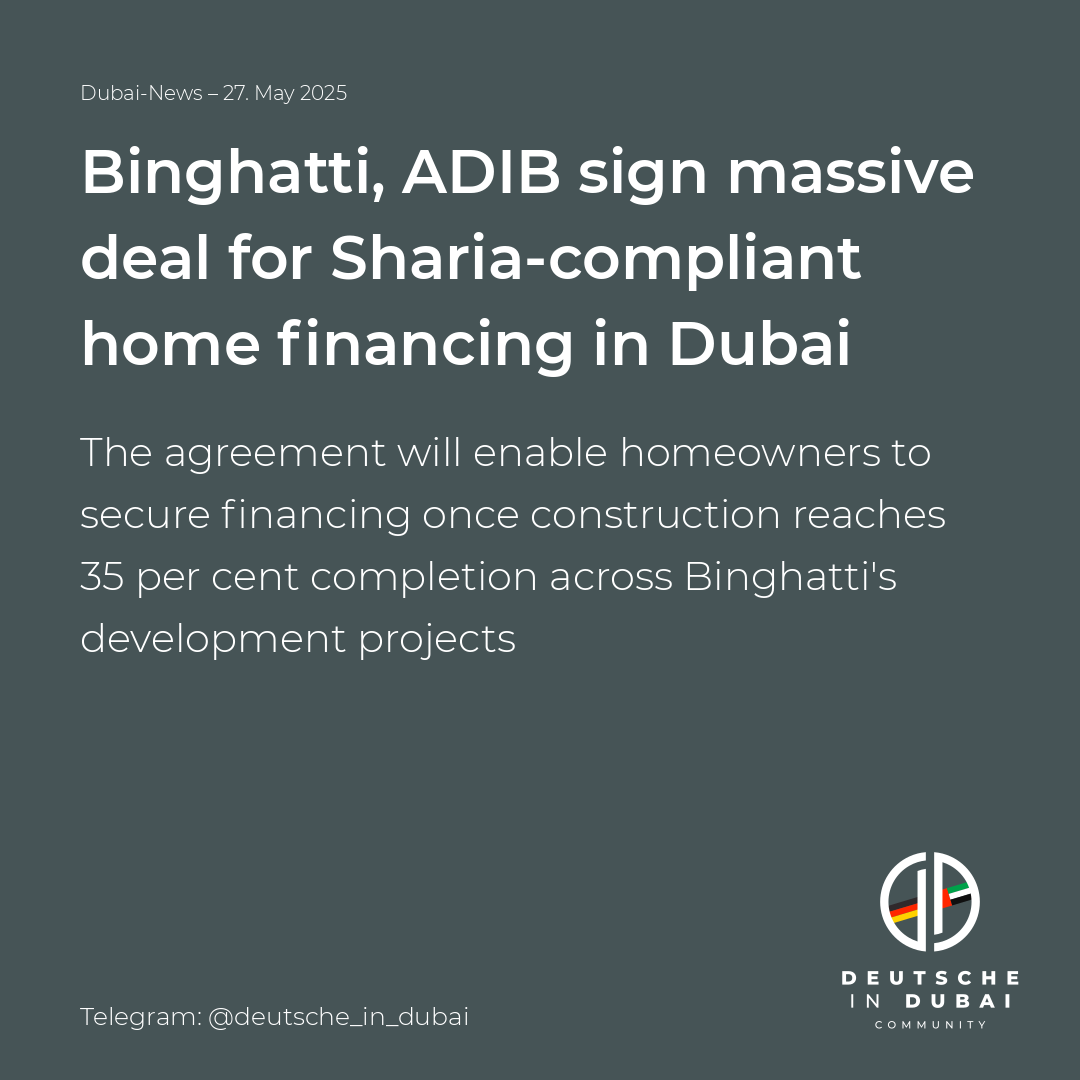 Dubai-News – 27. May 2025
Binghatti, ADIB sign massive
deal for Sharia-compliant
home financing in Dubai
The agreement will enable homeowners to
secure financing once construction reaches
35 per cent completion across Binghatti's
development projects
Telegram: @deutsche_in_dubai
DEUTSCHE
IN DUBAI
COMMUNITY